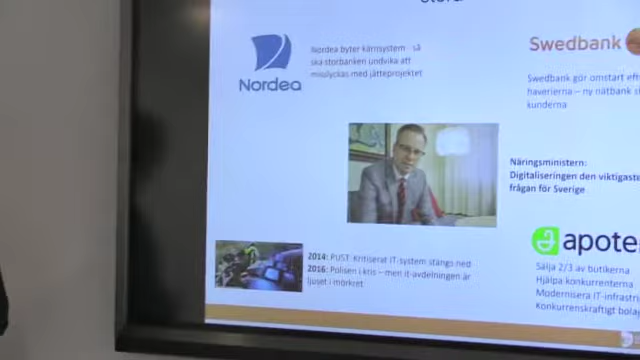 Nordea
Nordea byter kärnsystem - så
ska storbanken undvika att
misslyckas med jätteprojektet
Swedbank
Swedbank gör omstart eft
haverierna – ny nätbank s
kunderna
Näringsministern:
Digitaliseringen den viktigaste
frågan för Sverige
2014: PUST: Kritiserat IT-system stängs ned
2016: Polisen i kris – men it-avdelningen är
ljuset i mörkret
apote
Sälja 2/3 av butikerna
Hjälpa konkurrenterna
Modernisera IT-infrastr
Konkurrenskraftigt bola